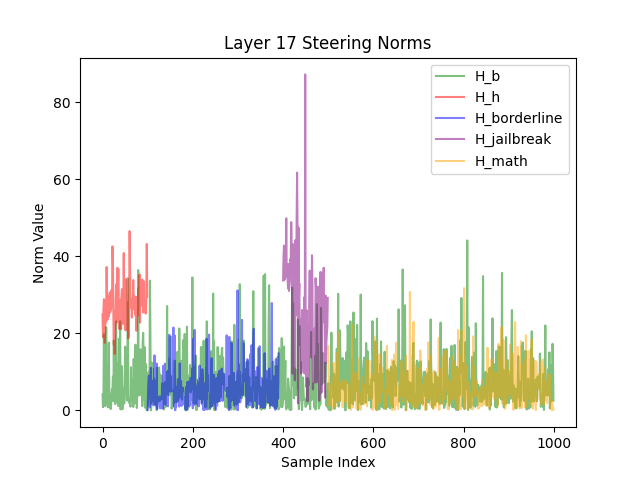 Layer 17 Steering Norms
H_b
H_h
H_borderline
H_jailbreak
H_math
80
60
40
20
0
Norm Value
0 200 400 600 800 1000
Sample Index